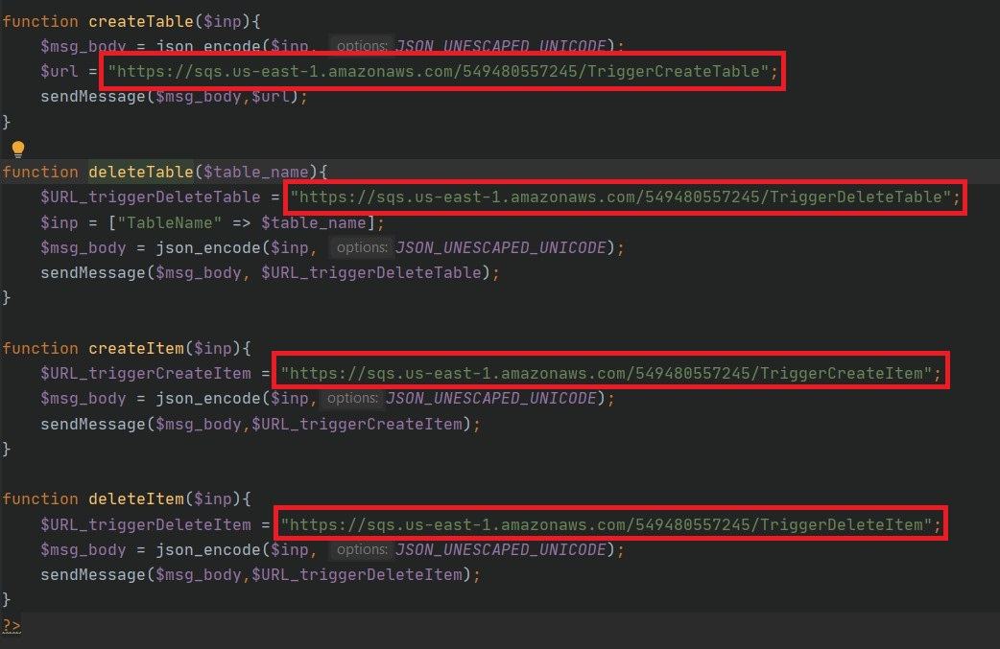 function createTable($inp){
$msg_body = json_encode($inp, options: JSON_UNESCAPED_UNICODE);
$url = "https://sqs.us-east-1.amazonaws.com/549480557245/TriggerCreateTable";
sendMessage($msg_body,$url);
}
function deleteTable($table_name){
$URL_triggerDeleteTable = "https://sqs.us-east-1.amazonaws.com/549480557245/TriggerDeleteTable";
$inp = ["TableName" => $table_name];
$msg_body = json_encode($inp, options: JSON_UNESCAPED_UNICODE);
sendMessage($msg_body, $URL_triggerDeleteTable);
}
function createItem($inp){
$URL_triggerCreateItem = "https://sqs.us-east-1.amazonaws.com/549480557245/TriggerCreateItem";
$msg_body = json_encode($inp, options: JSON_UNESCAPED_UNICODE);
sendMessage($msg_body,$URL_triggerCreateItem);
}
function deleteItem($inp){
$URL_triggerDeleteItem = "https://sqs.us-east-1.amazonaws.com/549480557245/TriggerDeleteItem";
$msg_body = json_encode($inp, options: JSON_UNESCAPED_UNICODE);
sendMessage($msg_body,$URL_triggerDeleteItem);
}
?>